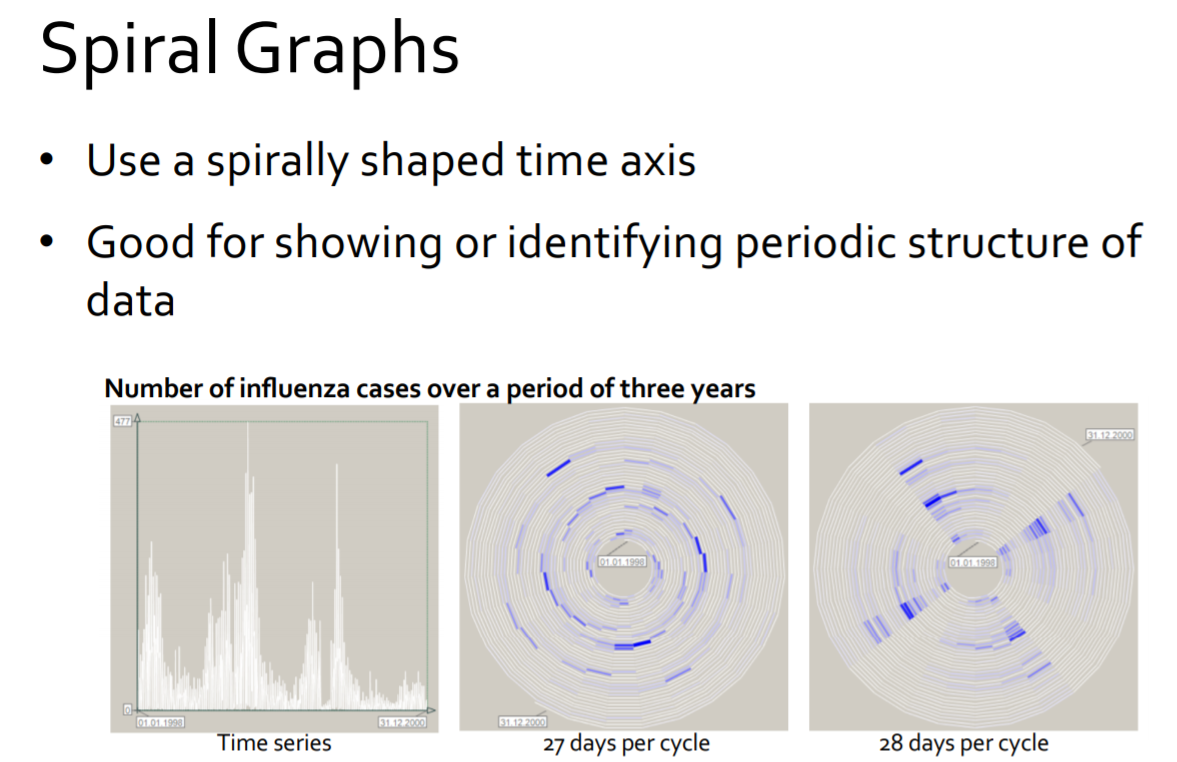 Spiral Graphs
• Use a spirally shaped time axis
• Good for showing or identifying periodic structure of
data
Number of influenza cases over a period of three years
477
0
01.01.1998
31.12.2000
Time series
01.01.1998
31.12.2000
27 days per cycle
31.12.2000
01.01.1998
28 days per cycle